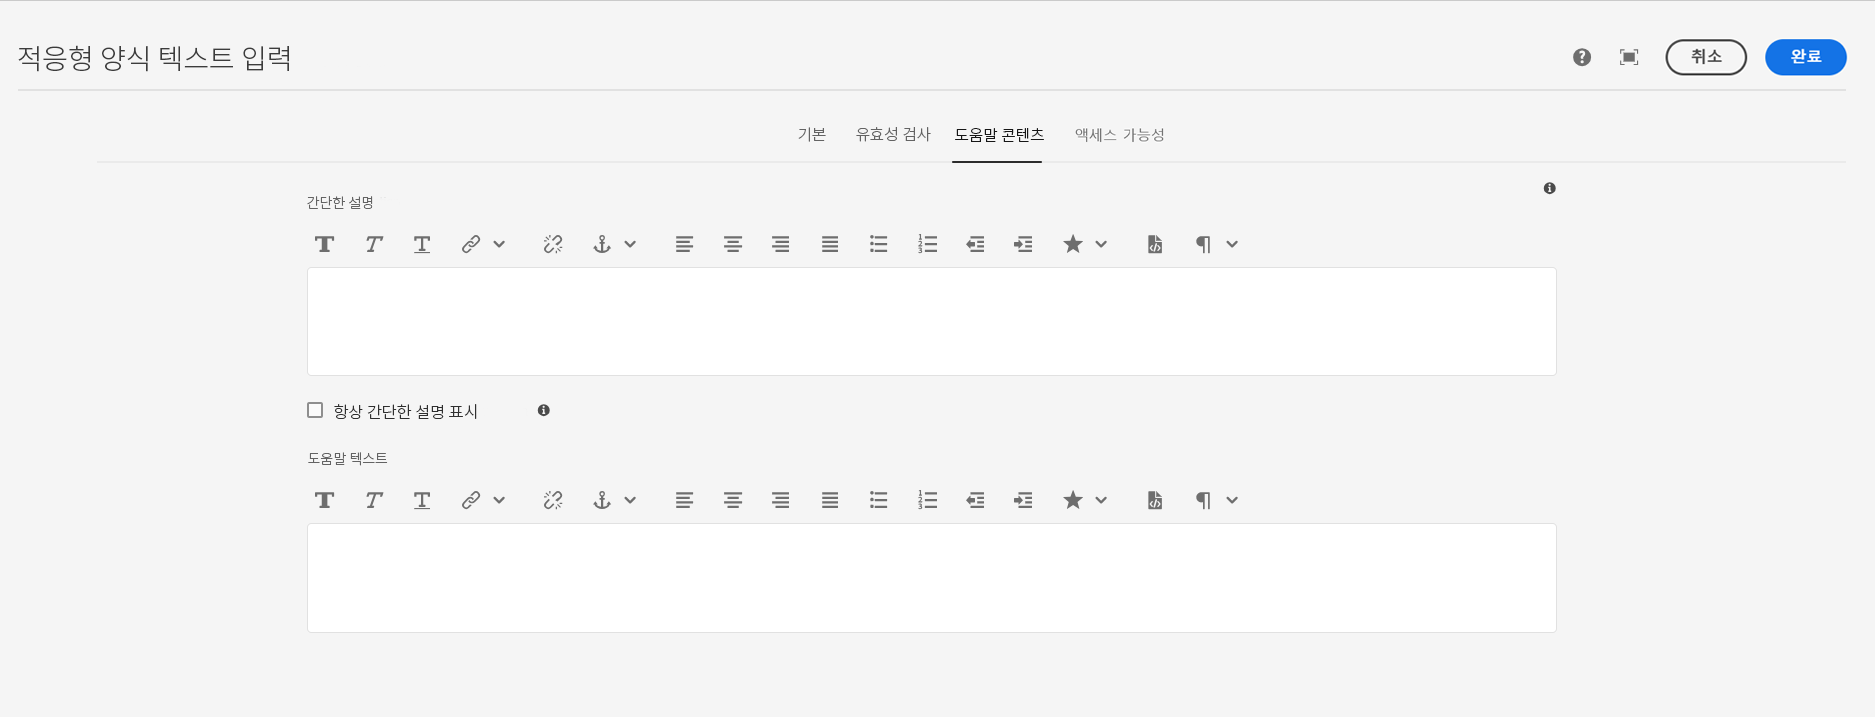 적응형 양식 텍스트 입력
취소
완료
기본 유효성 검사 도움말 콘텐츠 액세스 가능성
간단한 설명
항상 간단한 설명 표시
도움말 텍스트